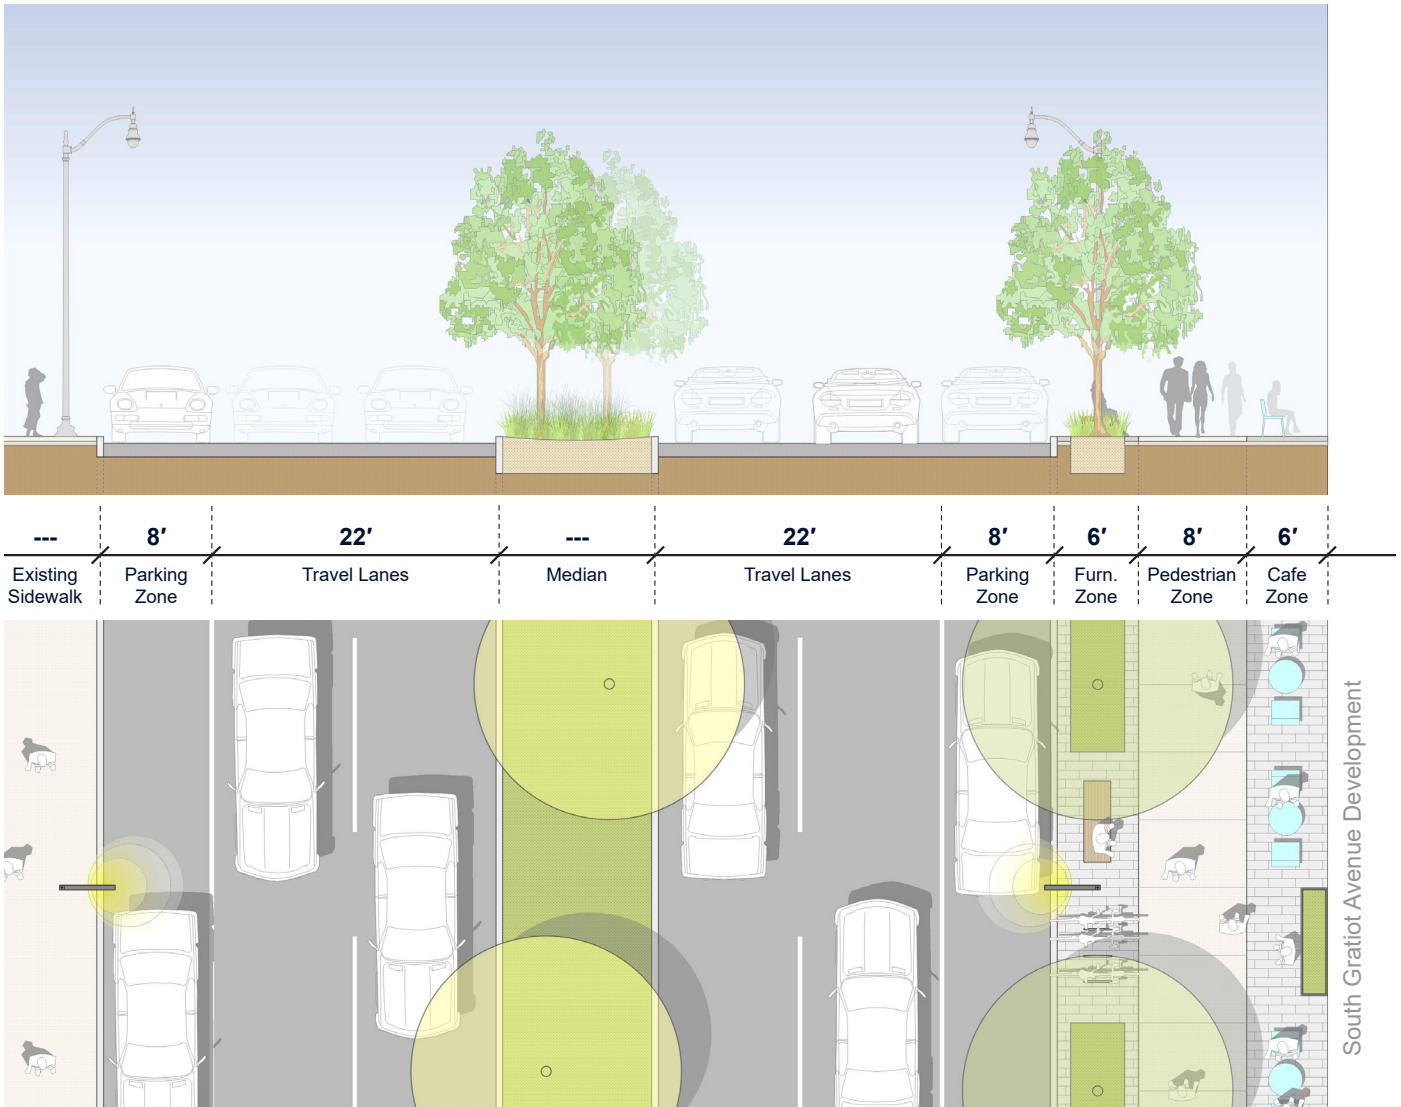 --- 8′ 22′ --- 22′ 8′ 6′ 8′ 6′
Existing Parking Travel Lanes Median Travel Lanes Parking Furn. Pedestrian Cafe
Sidewalk Zone Zone Zone Zone Zone
South Gratiot Avenue Development